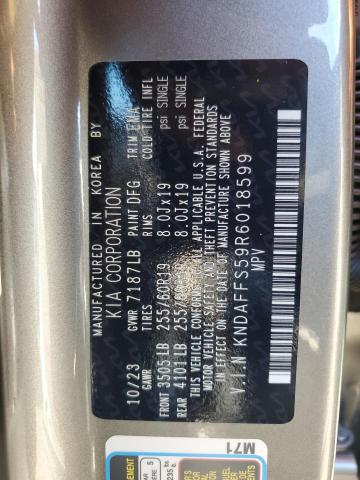 MANUFACTURED IN KOREA BY
KIA CORPORATION
10/23 GVWR 7187LB PAINT DFG TRIM
GAWR TIRES RIMS COLD TIRE INFL
FRONT 3505LB 255/60R19 8.0Jx19 psi SINGLE
REAR 4101LB 255/60R19 8.0Jx19 psi SINGLE
THIS VEHICLE CONFORMS TO ALL APPLICABLE U.S.A. FEDERAL
MOTOR VEHICLE SAFETY AND THEFT PREVENTION STANDARDS
IN EFFECT ON THE DATE OF MANUFACTURE SHOWN ABOVE
V.I.N KNDAFFS59R6018599
MPV
M71
5